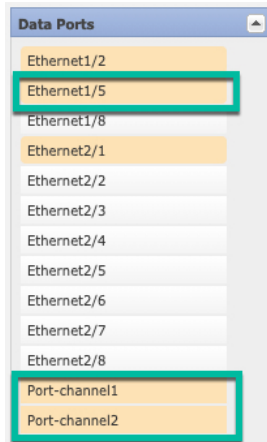 Data Ports
Ethernet1/2
Ethernet1/5
Ethernet1/8
Ethernet2/1
Ethernet2/2
Ethernet2/3
Ethernet2/4
Ethernet2/5
Ethernet2/6
Ethernet2/7
Ethernet2/8
Port-channel1
Port-channel2